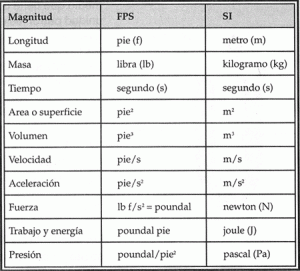 Magnitud FPS SI
Longitud pie (f) metro (m)
Masa libra (lb) kilogramo (kg)
Tiempo segundo (s) segundo (s)
Area o superficie pie² m²
Volumen pie³ m³
Velocidad pie/s m/s
Aceleración pie/s² m/s²
Fuerza lb f/s² = poundal newton (N)
Trabajo y energía poundal pie joule (J)
Presión poundal/pie² pascal (Pa)